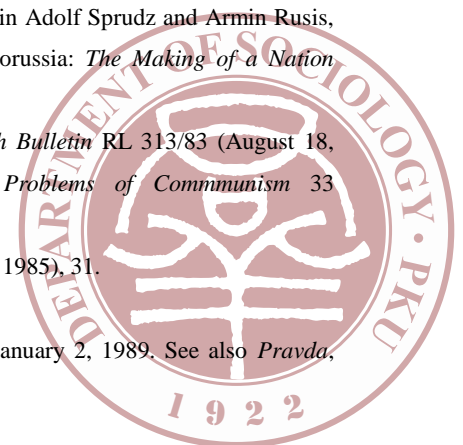 in Adolf Sprudz and Armin Rusis,
orussia: The Making of a Nation
h Bulletin RL 313/83 (August 18,
Problems of Commmunism 33
1985), 31.
anuary 2, 1989. See also Pravda,
DEPARTMENT OF SOCIOLOGY · PKU
1922